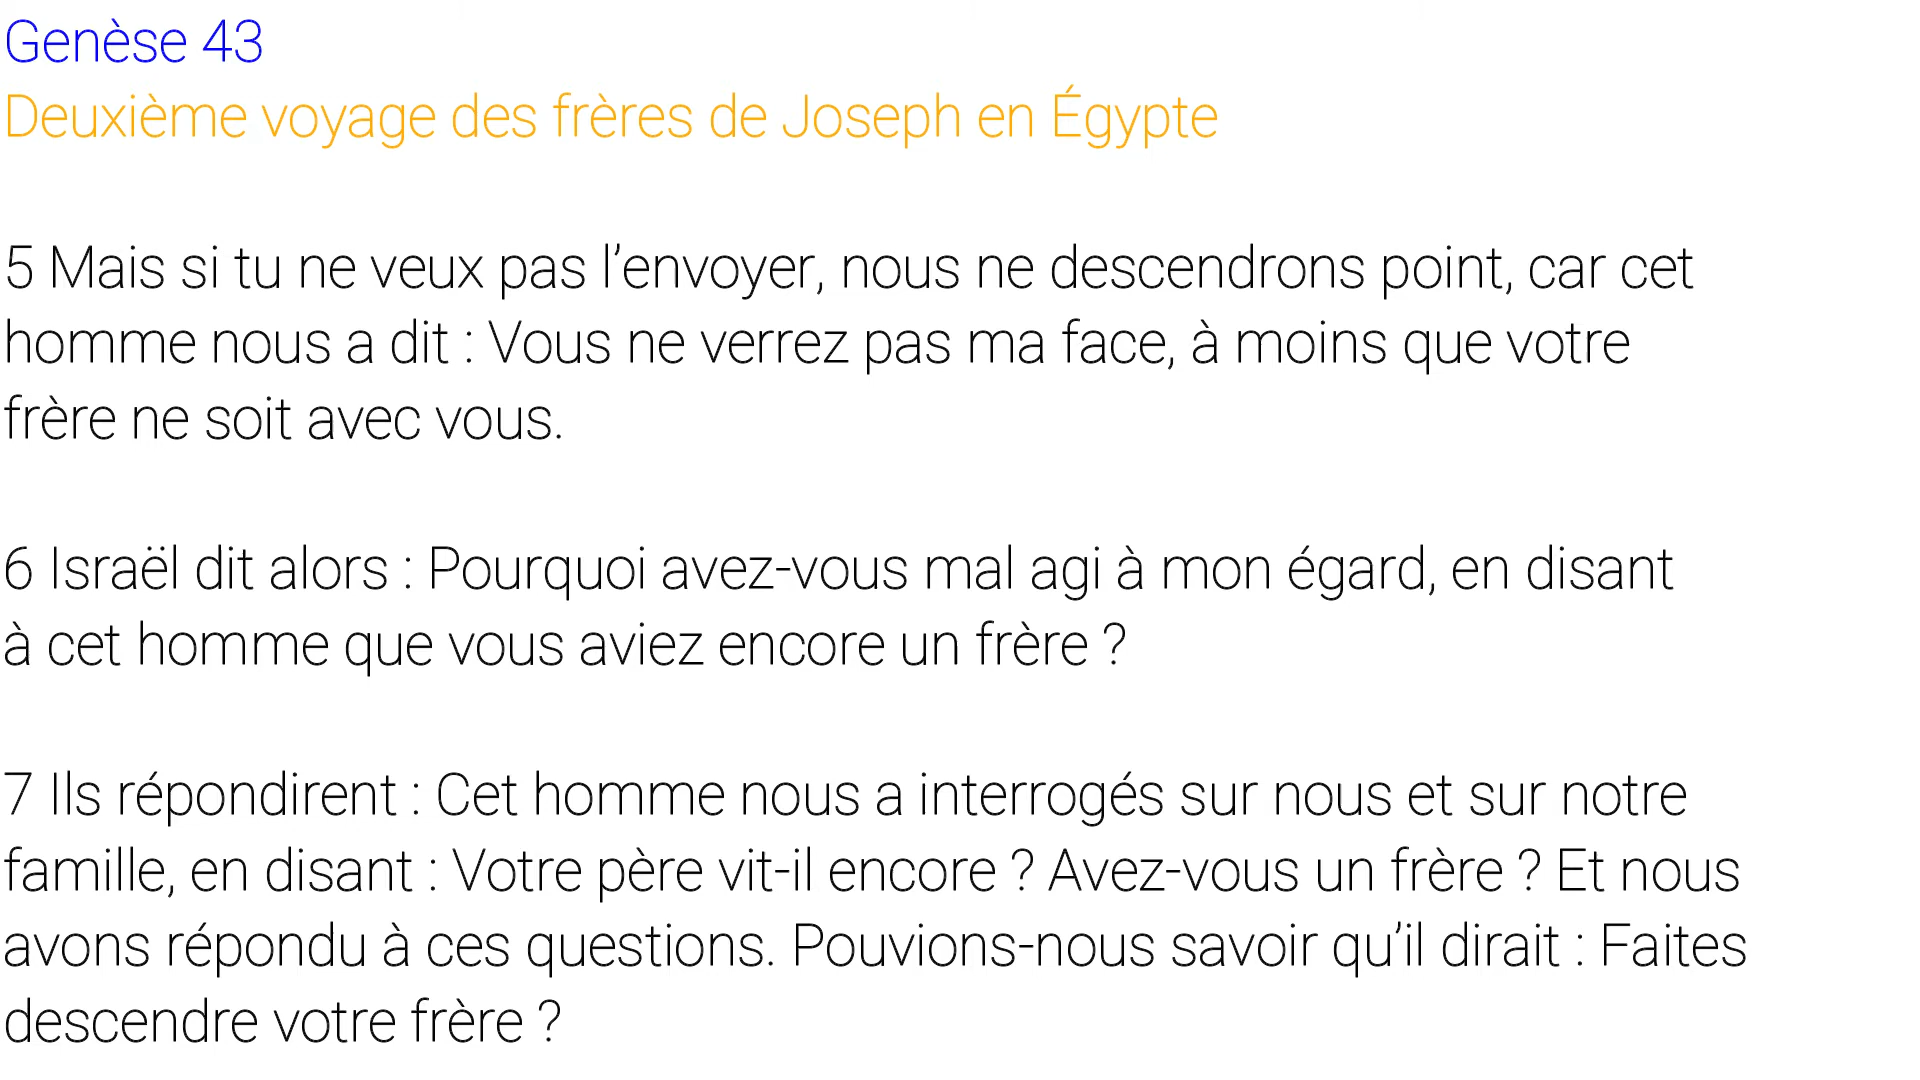 Genèse 43
Deuxième voyage des frères de Joseph en Égypte
5 Mais si tu ne veux pas l’envoyer, nous ne descendrons point, car cet
homme nous a dit : Vous ne verrez pas ma face, à moins que votre
frère ne soit avec vous.
6 Israël dit alors : Pourquoi avez-vous mal agi à mon égard, en disant
à cet homme que vous aviez encore un frère ?
7 Ils répondirent : Cet homme nous a interrogés sur nous et sur notre
famille, en disant : Votre père vit-il encore ? Avez-vous un frère ? Et nous
avons répondu à ces questions. Pouvions-nous savoir qu’il dirait : Faites
descendre votre frère ?